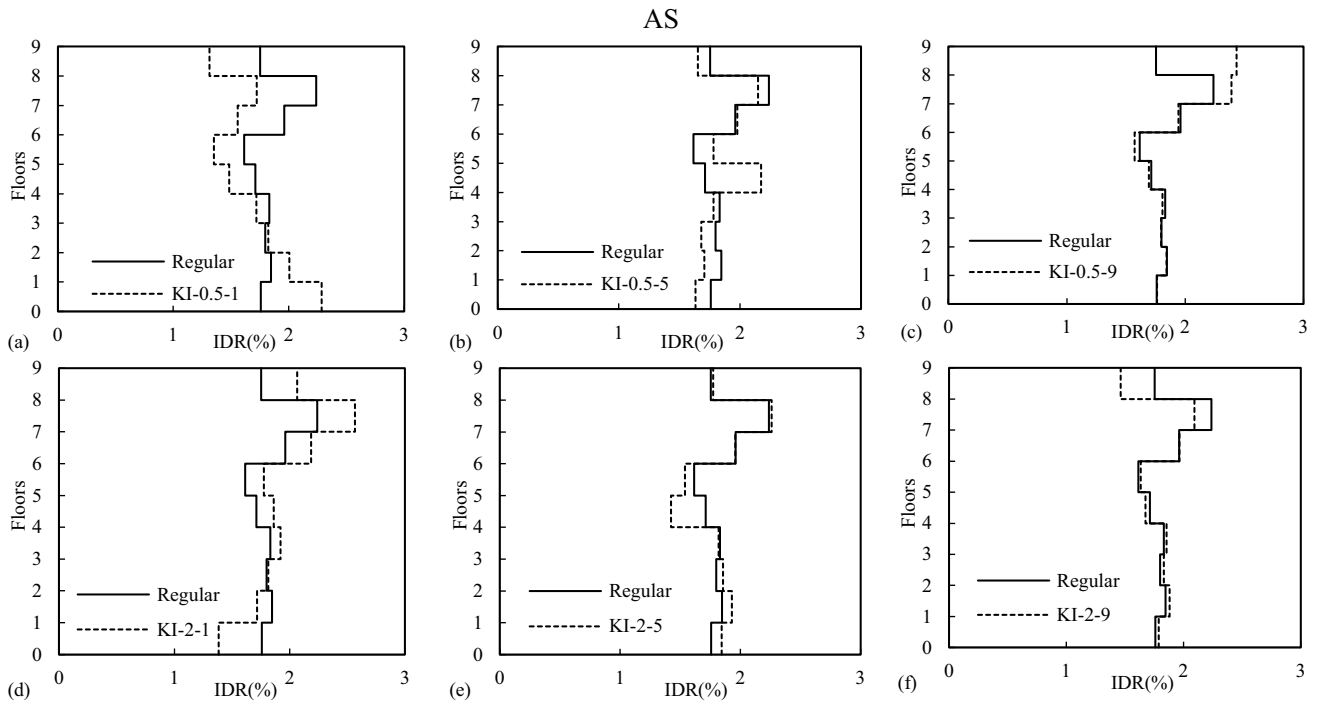 AS
9
8
7
6
5
4
3
2
1
0
Floors
Regular
KI-0.5-1
0 1 2 3
IDR(%)
(a)
9
8
7
6
5
4
3
2
1
0
Floors
Regular
KI-0.5-5
0 1 2 3
IDR(%)
(b)
9
8
7
6
5
4
3
2
1
0
Floors
Regular
KI-0.5-9
0 1 2 3
IDR(%)
(c)
9
8
7
6
5
4
3
2
1
0
Floors
Regular
KI-2-1
0 1 2 3
IDR(%)
(d)
9
8
7
6
5
4
3
2
1
0
Floors
Regular
KI-2-5
0 1 2 3
IDR(%)
(e)
9
8
7
6
5
4
3
2
1
0
Floors
Regular
KI-2-9
0 1 2 3
IDR(%)
(f)